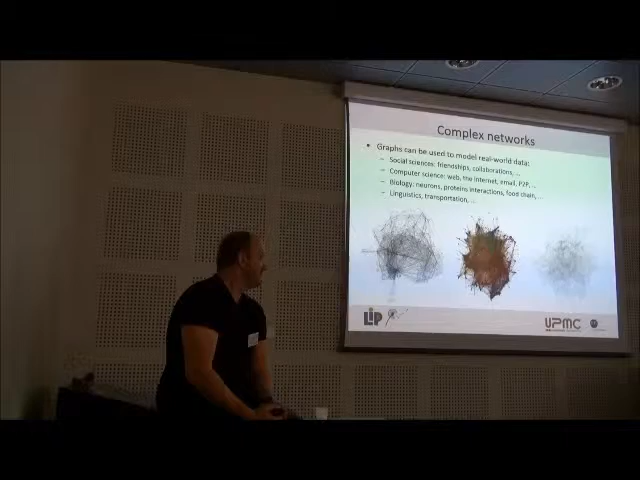 Complex networks
• Graphs can be used to model real-world data:
– Social sciences: friendships, collaborations, ...
– Computer science: web, the internet, email, P2P, ...
– Biology: neurons, proteins interactions, food chain, ...
– Linguistics, transportation, ...
LIP
UPMC